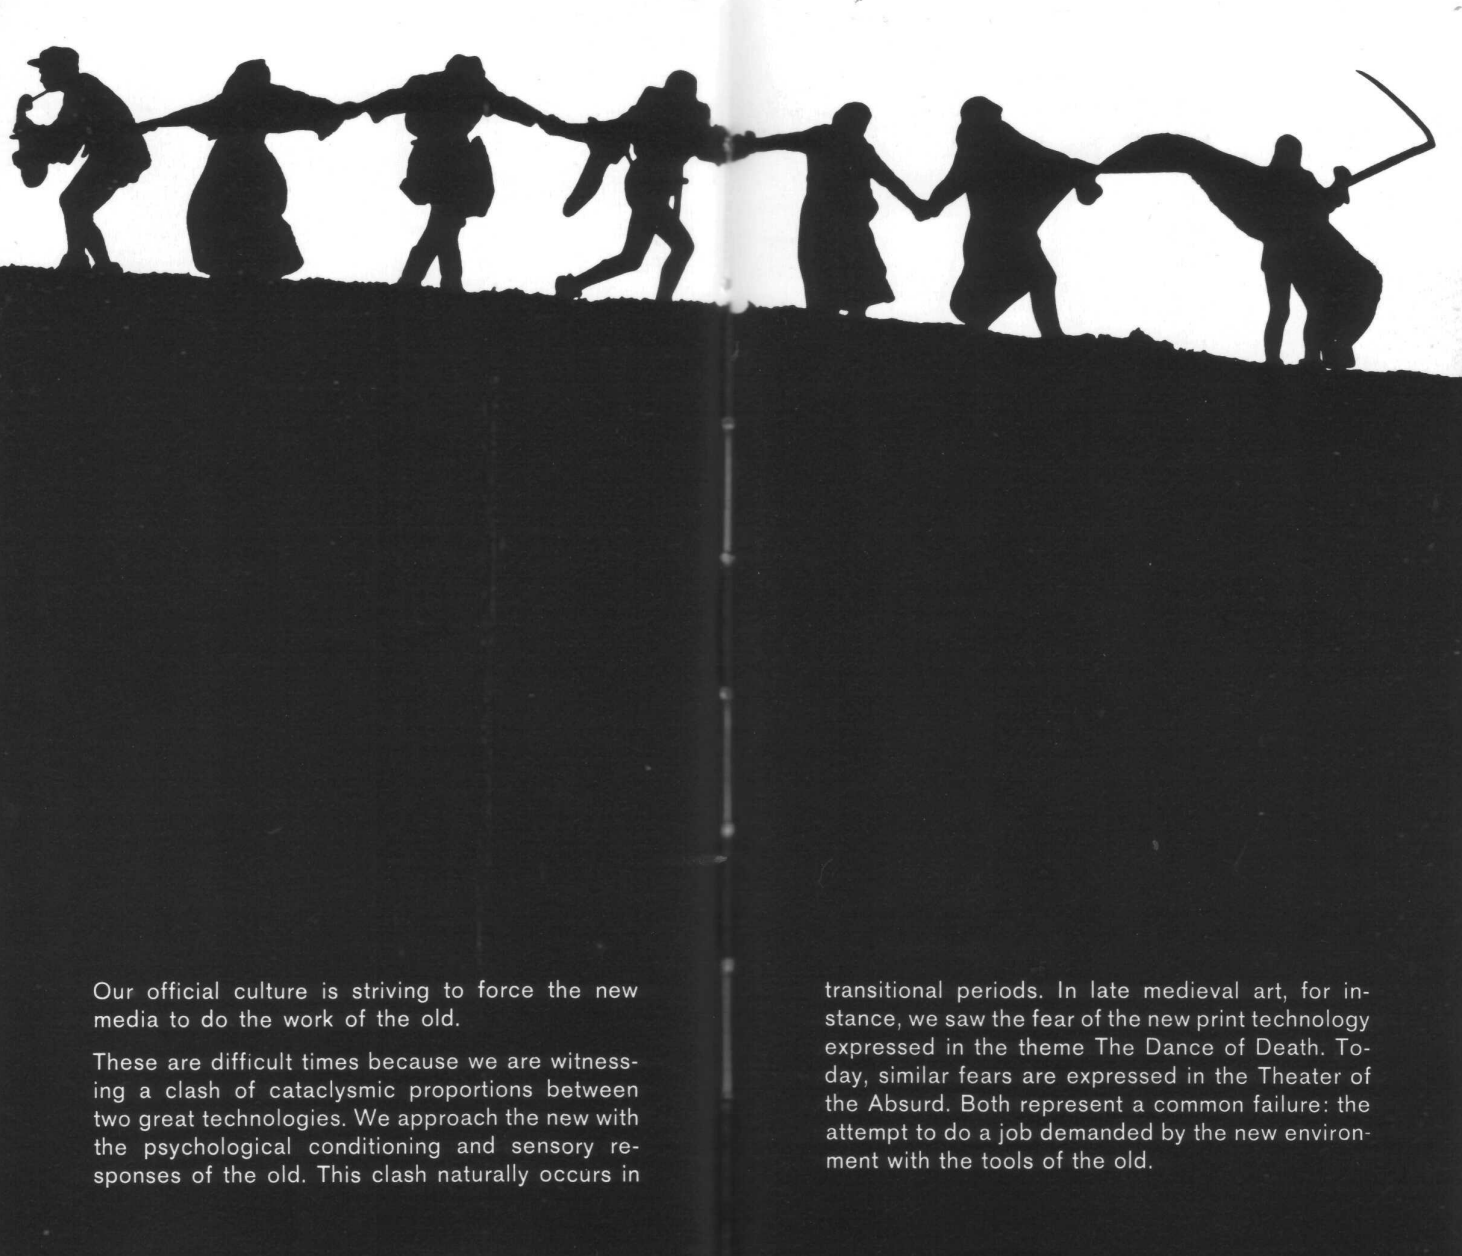 Our official culture is striving to force the new
media to do the work of the old.
These are difficult times because we are witness-
ing a clash of cataclysmic proportions between
two great technologies. We approach the new with
the psychological conditioning and sensory re-
sponses of the old. This clash naturally occurs in
transitional periods. In late medieval art, for in-
stance, we saw the fear of the new print technology
expressed in the theme The Dance of Death. To-
day, similar fears are expressed in the Theater of
the Absurd. Both represent a common failure: the
attempt to do a job demanded by the new environ-
ment with the tools of the old.